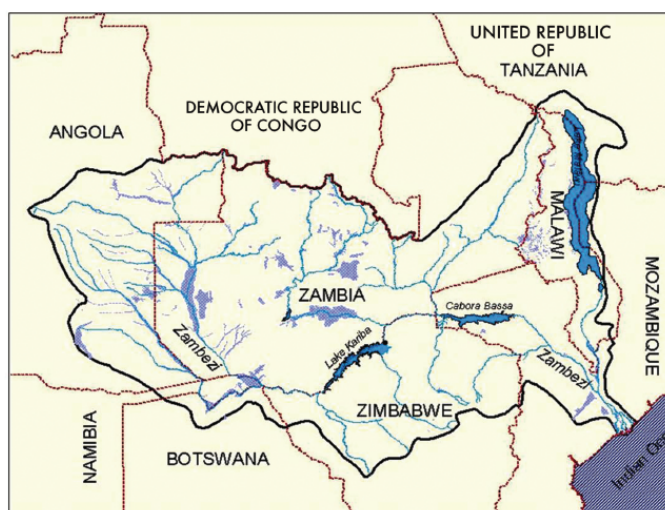 UNITED REPUBLIC
OF
TANZANIA
DEMOCRATIC REPUBLIC
OF CONGO
ANGOLA
MALAWI
MOZAMBIQUE
ZAMBIA
Cabora Bassa
Zambezi
Lake Kariba
Zambezi
ZIMBABWE
NAMIBIA
BOTSWANA
Indian